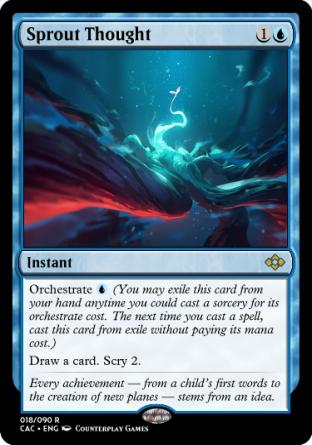 Sprout Thought 1
Instant
Orchestrate (You may exile this card from
your hand anytime you could cast a sorcery for its
orchestrate cost. The next time you cast a spell,
cast this card from exile without paying its mana
cost.)
Draw a card. Scry 2.
Every achievement — from a child's first words to
the creation of new planes — stems from an idea.
018/090 R
CAC • ENG COUNTERPLAY GAMES